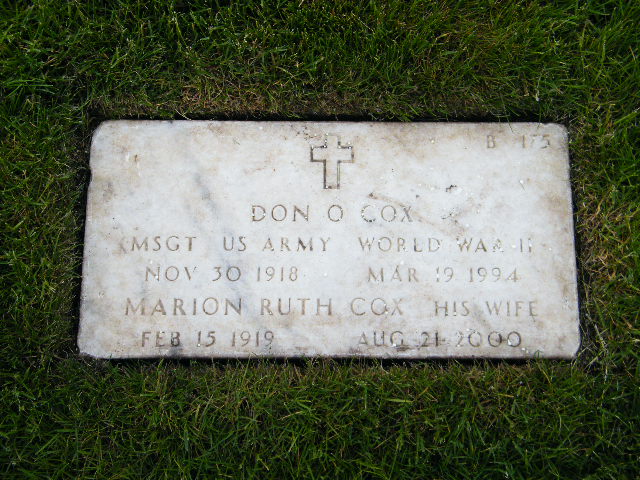 B 175
DON O COX
MSGT US ARMY WORLD WAR II
NOV 30 1918 MAR 19 1994
MARION RUTH COX HIS WIFE
FEB 15 1919 AUG 21 2000